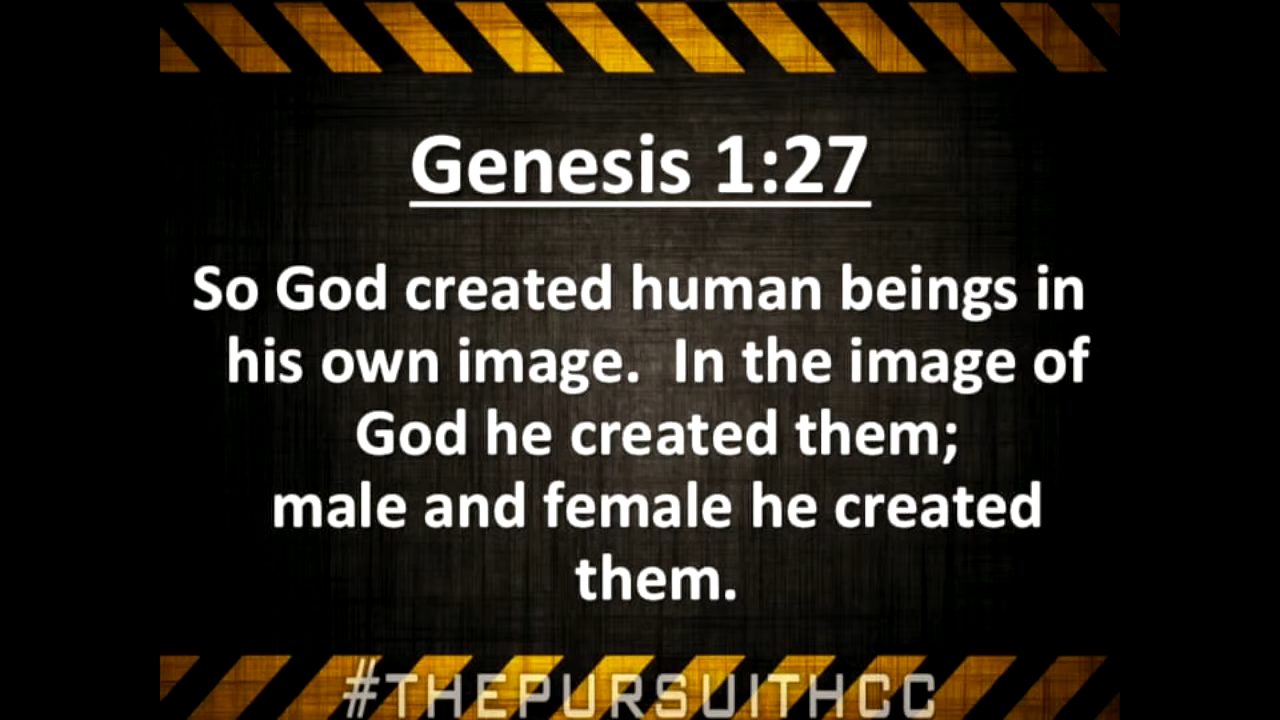 Genesis 1:27
So God created human beings in
his own image.  In the image of
God he created them;
male and female he created
them.
#THEPURSUITHCC